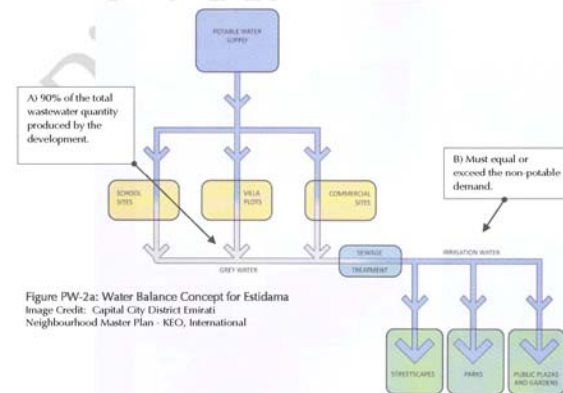 POTABLE WATER
SUPPLY
A) 90% of the total
wastewater quantity
produced by the
development.
B) Must equal or
exceed the non-potable
demand.
SCHOOL
SITES
VILLA
PLOTS
COMMERCIAL
SITES
GREY WATER
SEWAGE
TREATMENT
IRRIGATION WATER
Figure PW-2a: Water Balance Concept for Estidama
Image Credit: Capital City District Emirati
Neighbourhood Master Plan - KEO, International
STREETSCAPES
PARKS
PUBLIC PLAZAS
AND GARDENS